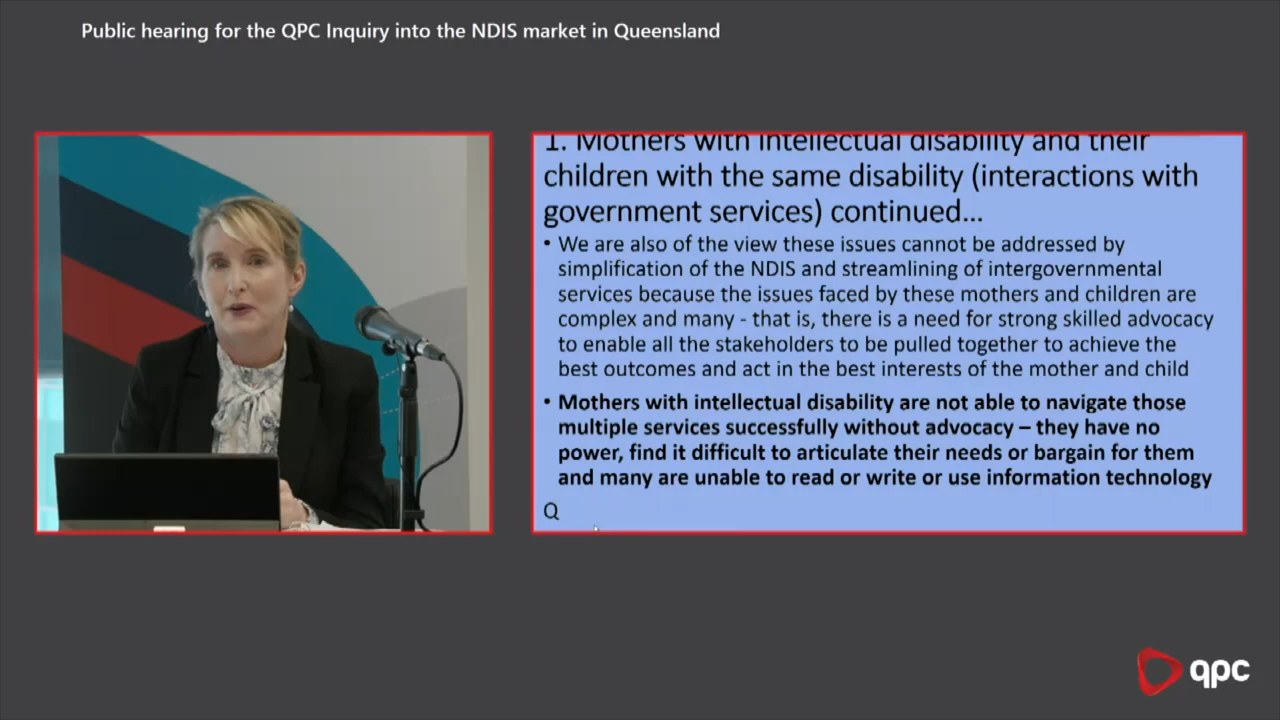 Public hearing for the QPC Inquiry into the NDIS market in Queensland
1. Mothers with intellectual disability and their
children with the same disability (interactions with
government services) continued...
• We are also of the view these issues cannot be addressed by
simplification of the NDIS and streamlining of intergovernmental
services because the issues faced by these mothers and children are
complex and many - that is, there is a need for strong skilled advocacy
to enable all the stakeholders to be pulled together to achieve the
best outcomes and act in the best interests of the mother and child
• Mothers with intellectual disability are not able to navigate those
multiple services successfully without advocacy – they have no
power, find it difficult to articulate their needs or bargain for them
and many are unable to read or write or use information technology
Q
qpc